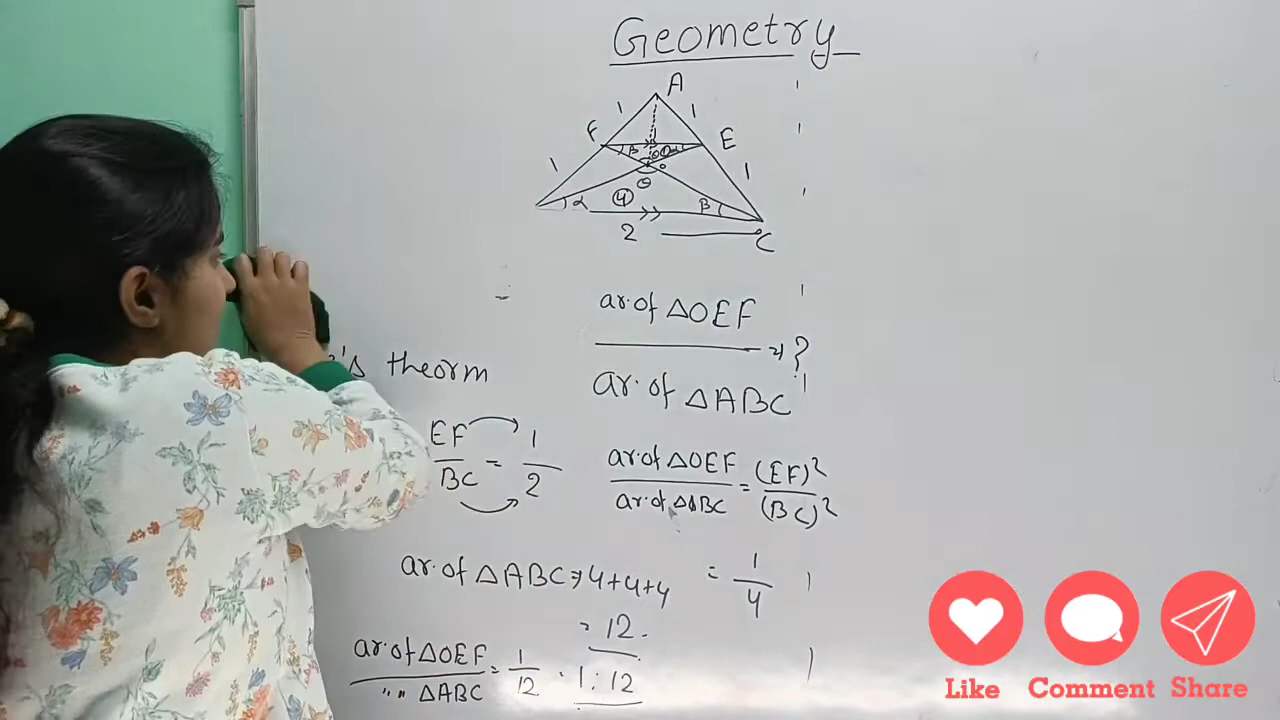 Geometry
A
1 1
F E
B α
1 θ 1
o
θ
α 4 β
2 C
=
ar.of △OEF
⇒ ?
ar. of △ABC
's theorm
EF
BC = 1
2
ar.of △OEF
ar.of △OBC = (EF)²
(BC)²
ar. of △ABC ⇒ 4+4+4
= 1
4
= 12.
ar.of △OEF
" " △ABC = 1
12
1 : 12
Like Comment Share